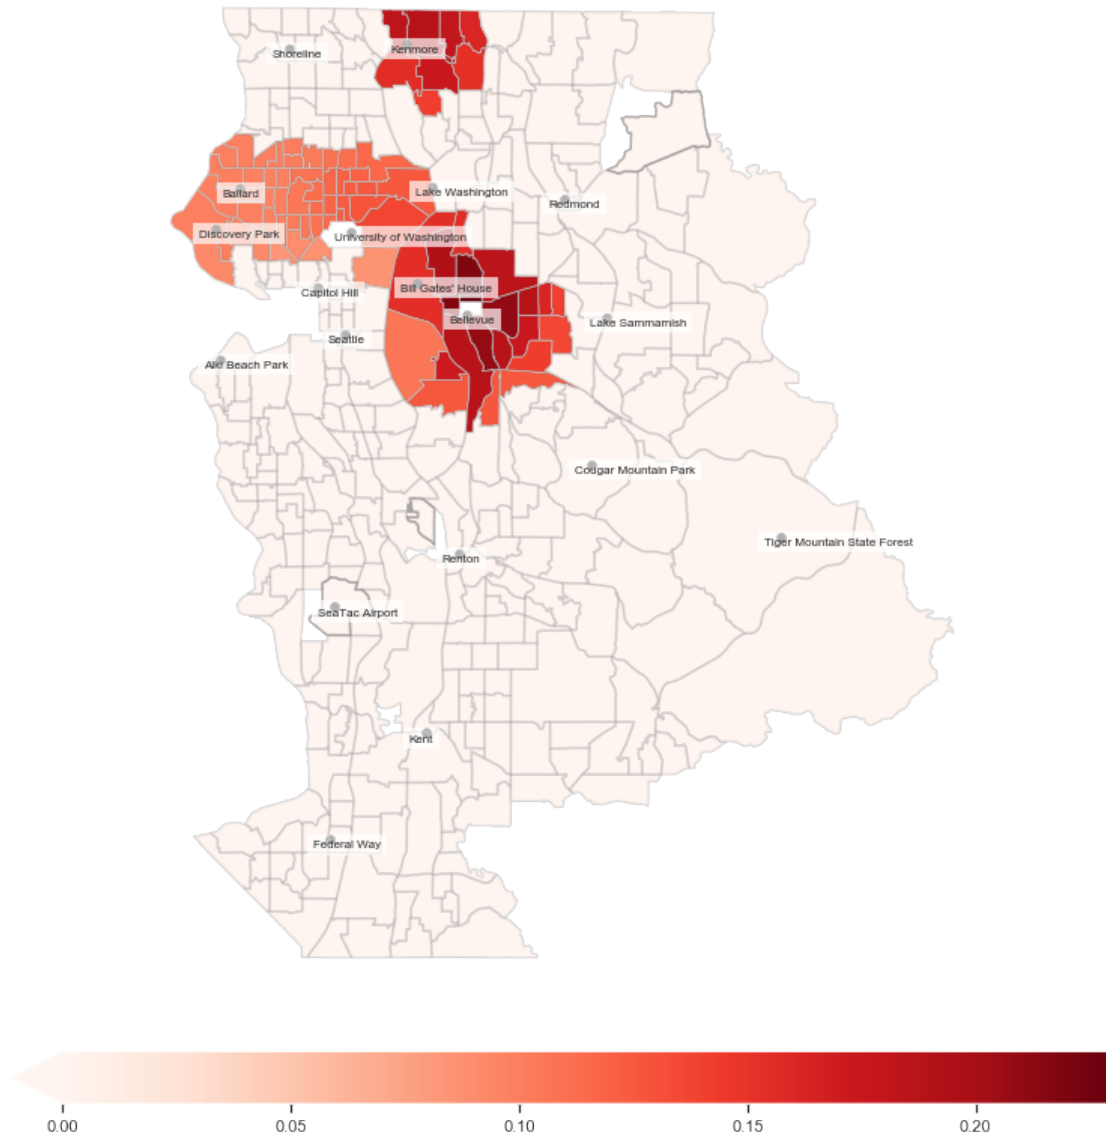 Kenmore
Shoreline
Ballard
Lake Washington
Redmond
Discovery Park
University of Washington
Capitol Hill
Bill Gates' House
Bellevue
Lake Sammamish
Seattle
Alki Beach Park
Cougar Mountain Park
Tiger Mountain State Forest
Renton
SeaTac Airport
Kent
Federal Way
0.00 0.05 0.10 0.15 0.20